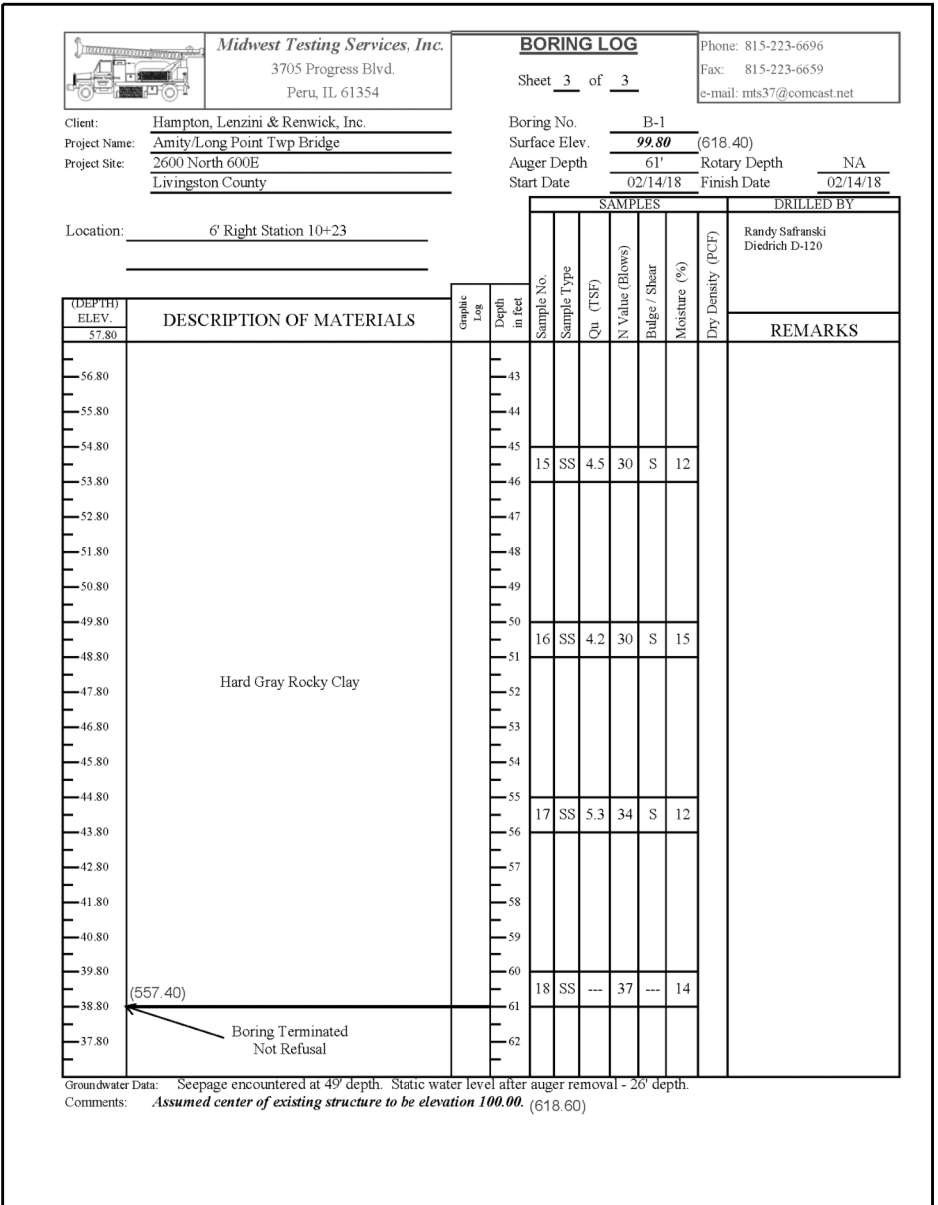 Midwest Testing Services, Inc.
3705 Progress Blvd.
Peru, IL 61354
BORING LOG
Sheet 3 of 3
Phone: 815-223-6696
Fax: 815-223-6659
e-mail: mts37@comcast.net
Client: Hampton, Lenzini & Renwick, Inc.
Project Name: Amity/Long Point Twp Bridge
Project Site: 2600 North 600E
Livingston County
Boring No. B-1
Surface Elev. 99.80 (618.40)
Auger Depth 61' Rotary Depth NA
Start Date 02/14/18 Finish Date 02/14/18
Location: 6' Right Station 10+23
SAMPLES
DRILLED BY
Randy Safranski
Diedrich D-120
(DEPTH)
ELEV.
57.80
DESCRIPTION OF MATERIALS
Graphic
Log
Depth
in feet
Sample No.
Sample Type
Qu (TSF)
N Value (Blows)
Bulge / Shear
Moisture (%)
Dry Density (PCF)
REMARKS
56.80 43
55.80 44
54.80 45
15 SS 4.5 30 S 12
53.80 46
52.80 47
51.80 48
50.80 49
49.80 50
16 SS 4.2 30 S 15
48.80 51
Hard Gray Rocky Clay
47.80 52
46.80 53
45.80 54
44.80 55
17 SS 5.3 34 S 12
43.80 56
42.80 57
41.80 58
40.80 59
39.80 60
(557.40)
18 SS --- 37 --- 14
38.80 61
Boring Terminated
37.80 62
Not Refusal
Groundwater Data: Seepage encountered at 49' depth. Static water level after auger removal - 26' depth.
Comments: Assumed center of existing structure to be elevation 100.00. (618.60)